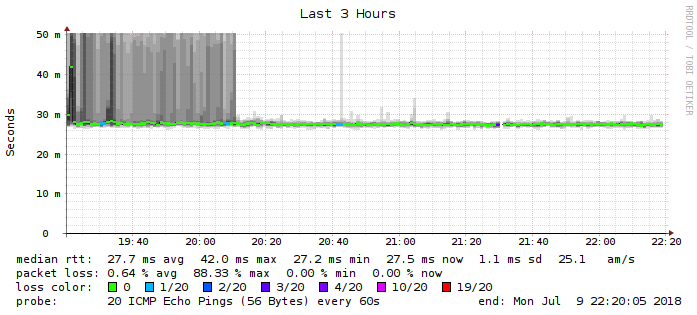 Last 3 Hours
RRDTOOL / TOBI OETIKER
Seconds
50 m
40 m
30 m
20 m
10 m
0
19:40 20:00 20:20 20:40 21:00 21:20 21:40 22:00 22:20
median rtt: 27.7 ms avg 42.0 ms max 27.2 ms min 27.5 ms now 1.1 ms sd 25.1 am/s
packet loss: 0.64 % avg 88.33 % max 0.00 % min 0.00 % now
loss color: 0 1/20 2/20 3/20 4/20 10/20 19/20
probe: 20 ICMP Echo Pings (56 Bytes) every 60s end: Mon Jul 9 22:20:05 2018